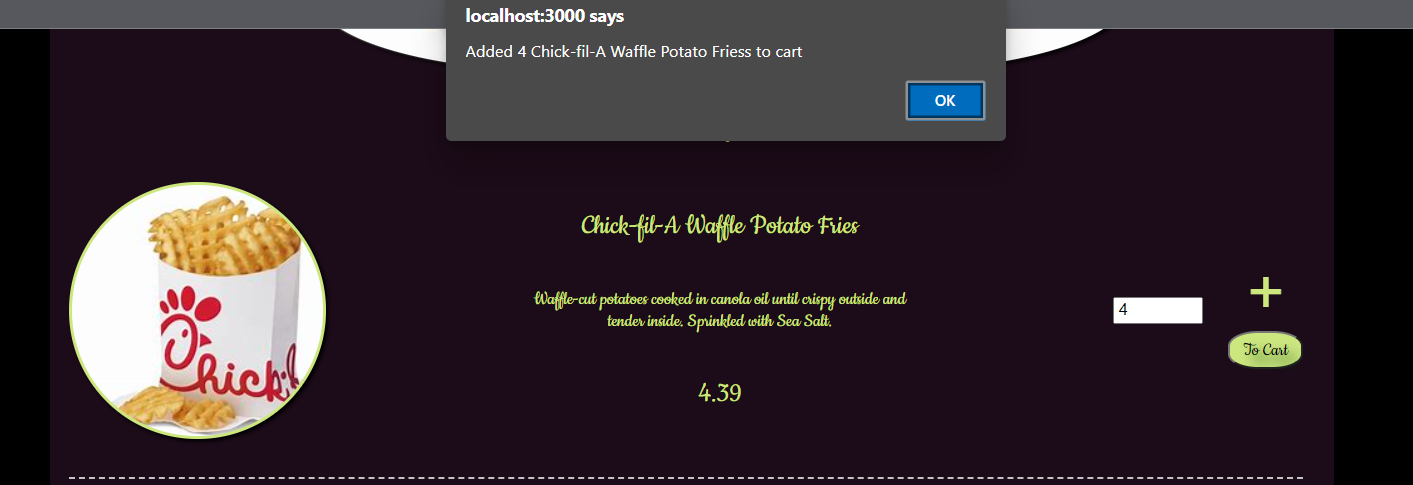 localhost:3000 says
Added 4 Chick-fil-A Waffle Potato Friess to cart
OK
Chick-fil-A Waffle Potato Fries
Waffle-cut potatoes cooked in canola oil until crispy outside and
tender inside. Sprinkled with Sea Salt.
4.39
4
+
To Cart
Chick-f